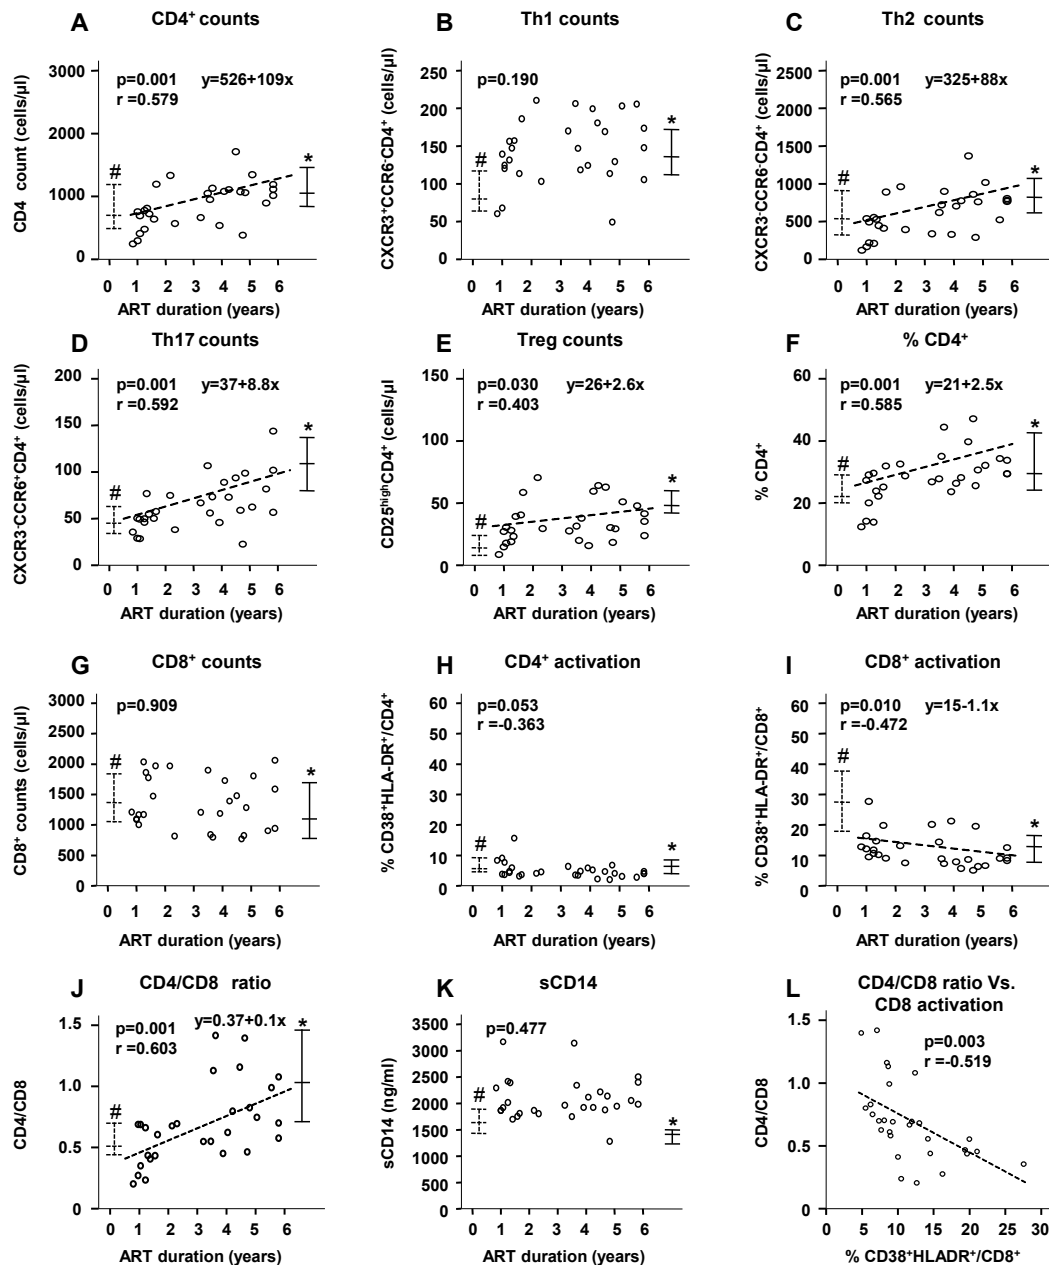 A CD4⁺ counts
CD4 count (cells/µl)
p=0.001 y=526+109x
r =0.579
3000
2000
1000
0
#
*
0 1 2 3 4 5 6
ART duration (years)
B Th1 counts
CXCR3⁺CCR6⁻CD4⁺ (cells/µl)
p=0.190
250
200
150
100
50
0
#
*
0 1 2 3 4 5 6
ART duration (years)
C Th2 counts
CXCR3⁻CCR6⁻CD4⁺ (cells/µl)
p=0.001 y=325+88x
r =0.565
2000
1500
1000
500
0
#
*
0 1 2 3 4 5 6
ART duration (years)
D Th17 counts
CXCR3⁻CCR6⁺CD4⁺ (cells/µl)
p=0.001 y=37+8.8x
r =0.592
200
150
100
50
0
#
*
0 1 2 3 4 5 6
ART duration (years)
E Treg counts
CD25ʰⁱᵍʰCD4⁺ (cells/µl)
p=0.030 y=26+2.6x
r =0.403
150
100
50
0
#
*
0 1 2 3 4 5 6
ART duration (years)
F % CD4⁺
% CD4⁺
p=0.001 y=21+2.5x
r =0.585
60
40
20
0
#
*
0 1 2 3 4 5 6
ART duration (years)
G CD8⁺ counts
CD8⁺ counts (cells/µl)
p=0.909
3000
2500
2000
1500
1000
500
0
#
*
0 1 2 3 4 5 6
ART duration (years)
H CD4⁺ activation
% CD38⁺HLA-DR⁺/CD4⁺
p=0.053
r =-0.363
60
50
40
30
20
10
0
#
*
0 1 2 3 4 5 6
ART duration (years)
I CD8⁺ activation
% CD38⁺HLA-DR⁺/CD8⁺
p=0.010 y=15-1.1x
r =-0.472
60
50
40
30
20
10
0
#
*
0 1 2 3 4 5 6
ART duration (years)
J CD4/CD8 ratio
CD4/CD8
p=0.001 y=0.37+0.1x
r =0.603
1.5
1.0
0.5
0
#
*
0 1 2 3 4 5 6
ART duration (years)
K sCD14
sCD14 (ng/ml)
p=0.477
3500
3000
2500
2000
1500
1000
500
0
#
*
0 1 2 3 4 5 6
ART duration (years)
L CD4/CD8 ratio Vs.
CD8 activation
CD4/CD8
p=0.003
r =-0.519
1.5
1.0
0.5
0
0 5 10 15 20 25 30
% CD38⁺HLADR⁺/CD8⁺